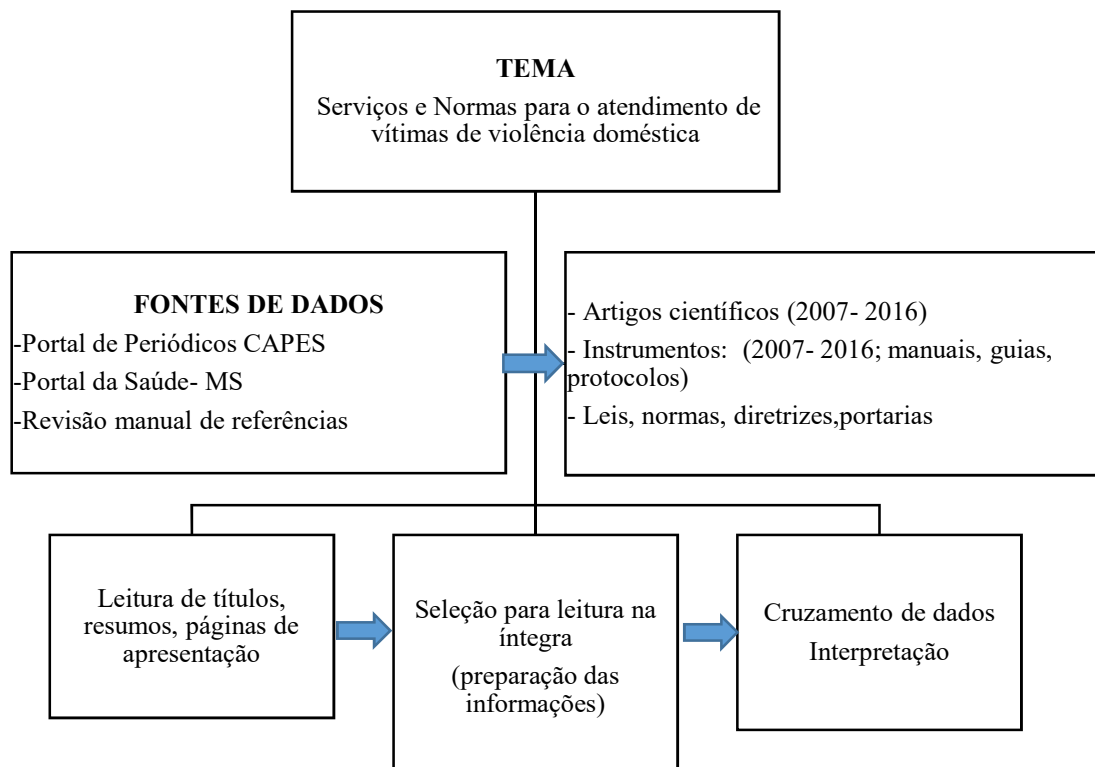 TEMA
Serviços e Normas para o atendimento de
vítimas de violência doméstica
FONTES DE DADOS
-Portal de Periódicos CAPES
-Portal da Saúde- MS
-Revisão manual de referências
- Artigos científicos (2007- 2016)
- Instrumentos: (2007- 2016; manuais, guias,
protocolos)
- Leis, normas, diretrizes,portarias
Leitura de títulos,
resumos, páginas de
apresentação
Seleção para leitura na
íntegra
(preparação das
informações)
Cruzamento de dados
Interpretação